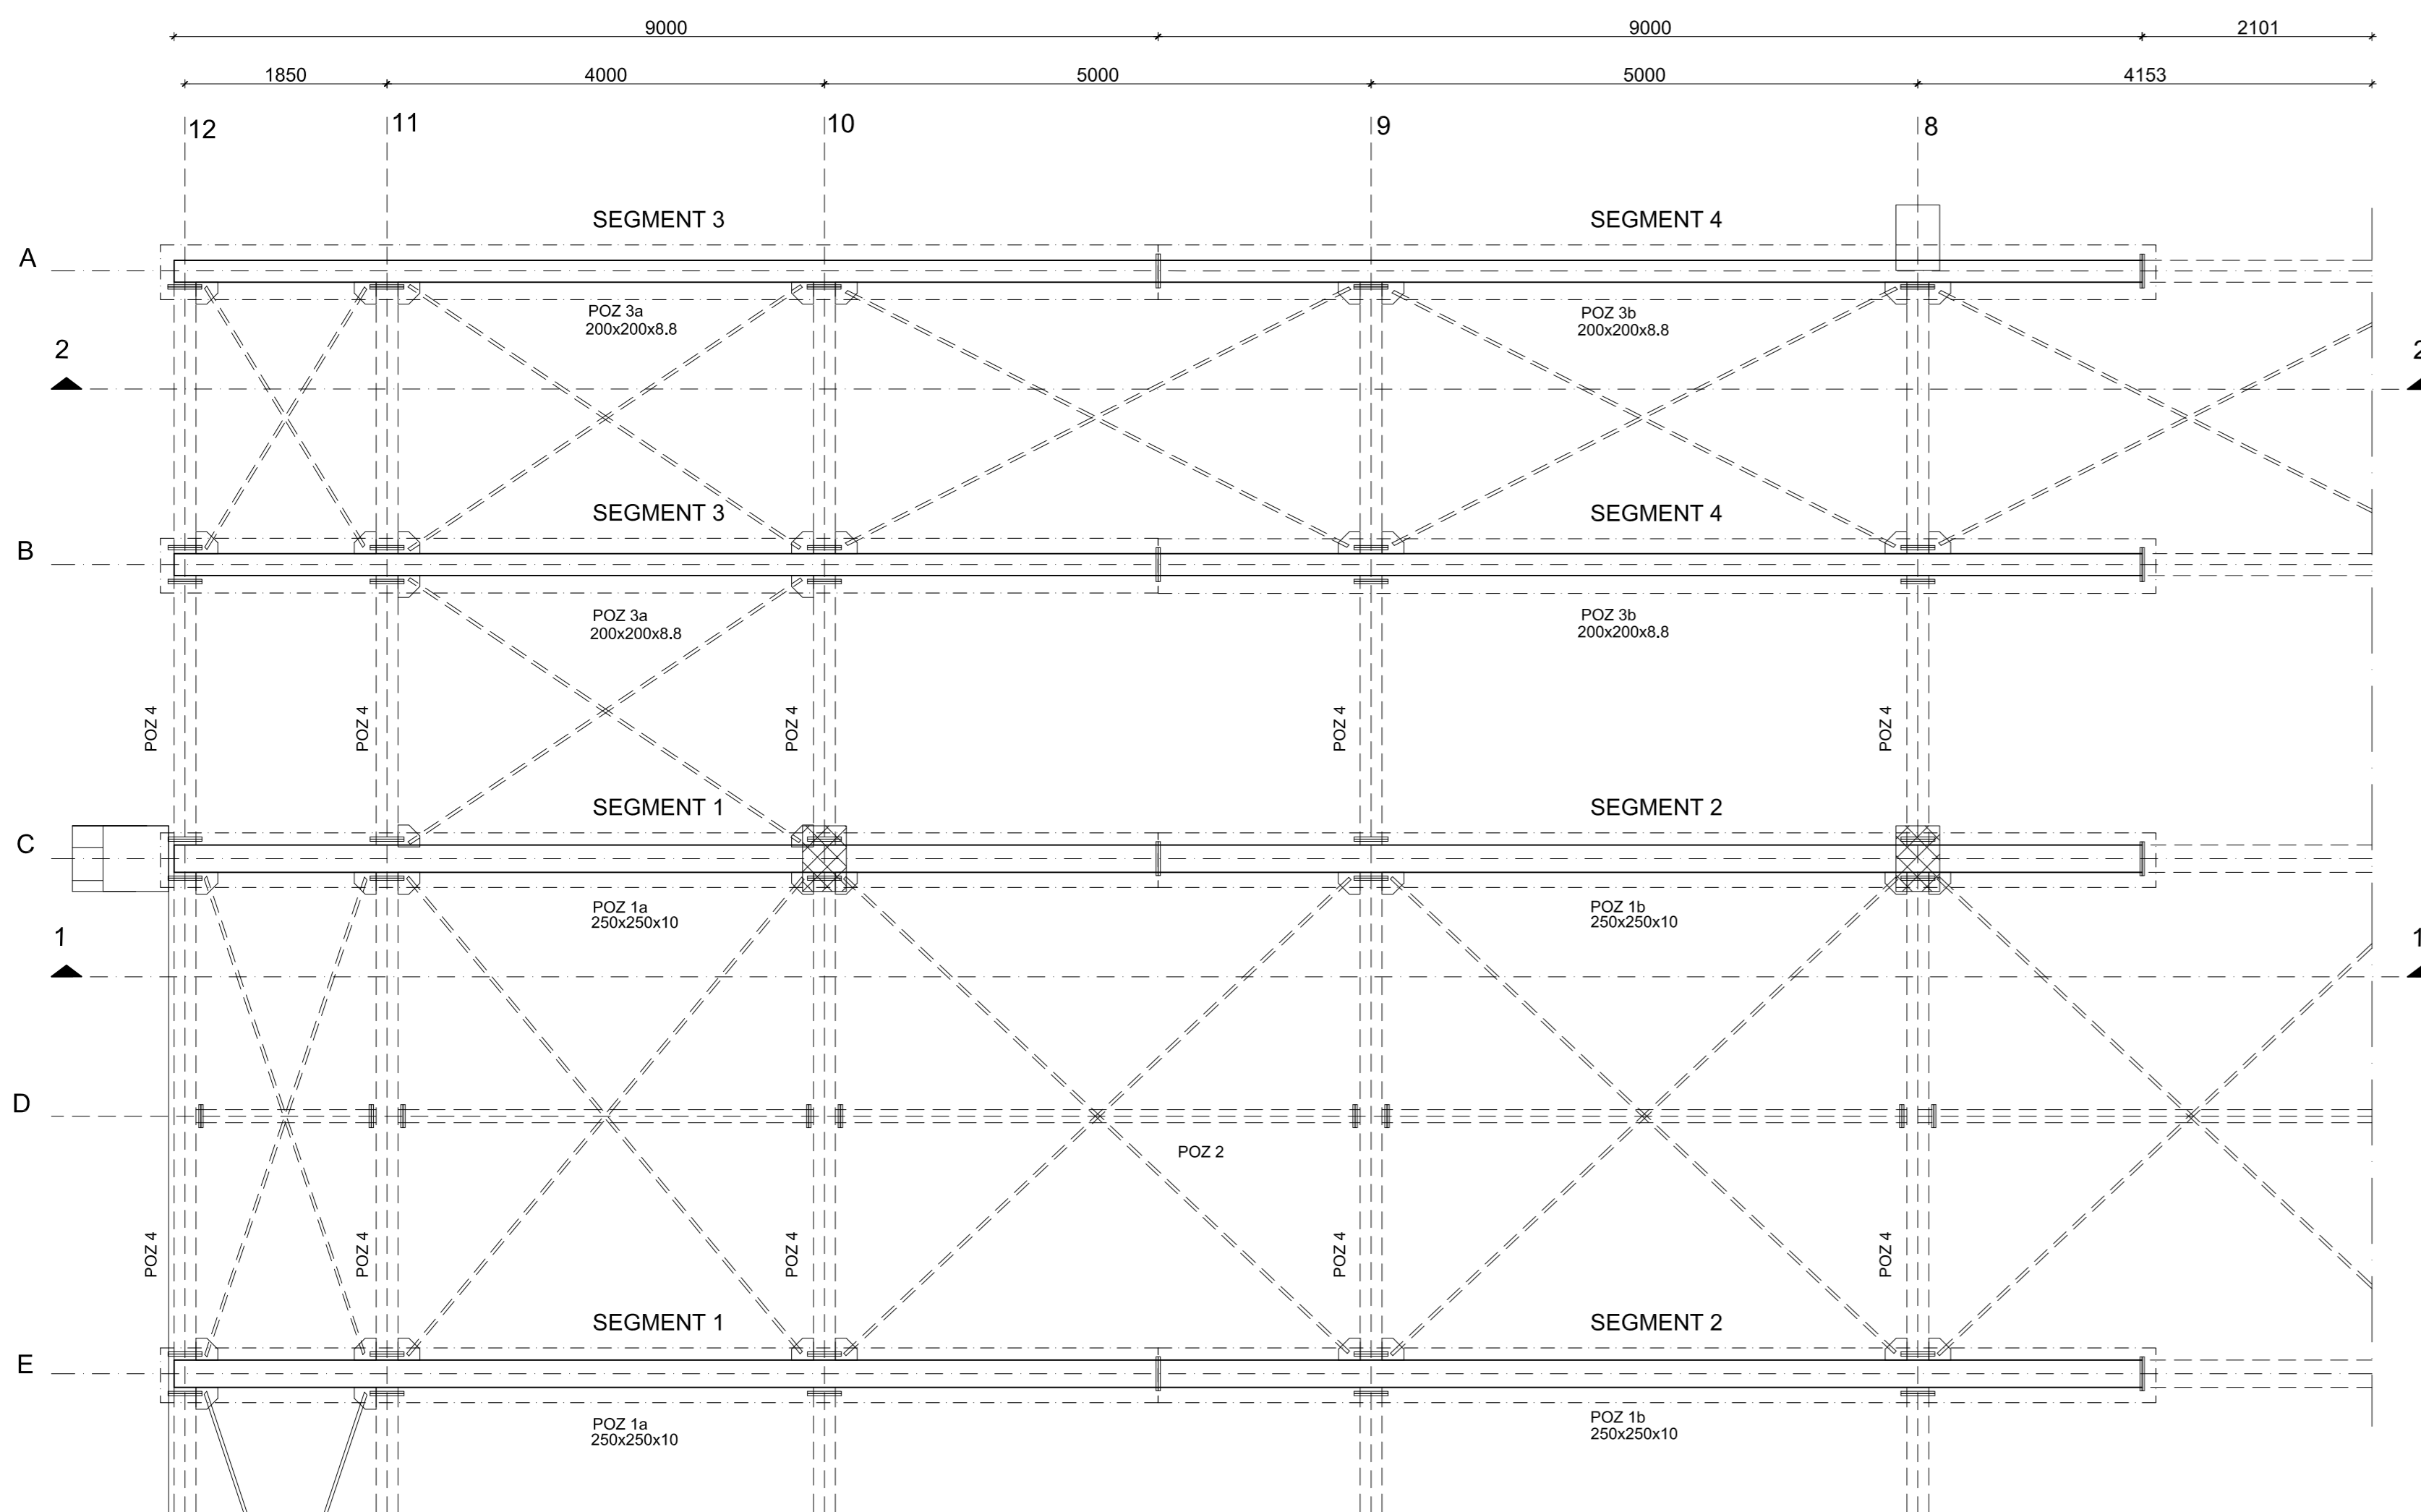 9000 9000 2101
1850 4000 5000 5000 4153
12 11 10 9 8
SEGMENT 3 SEGMENT 4
A
POZ 3a POZ 3b
200x200x8.8 200x200x8.8
2 2
SEGMENT 3 SEGMENT 4
B
POZ 3a POZ 3b
200x200x8.8 200x200x8.8
POZ 4 POZ 4 POZ 4 POZ 4 POZ 4
SEGMENT 1 SEGMENT 2
C
POZ 1a POZ 1b
250x250x10 250x250x10
1 1
D
POZ 2
POZ 4 POZ 4 POZ 4 POZ 4 POZ 4
SEGMENT 1 SEGMENT 2
E
POZ 1a POZ 1b
250x250x10 250x250x10